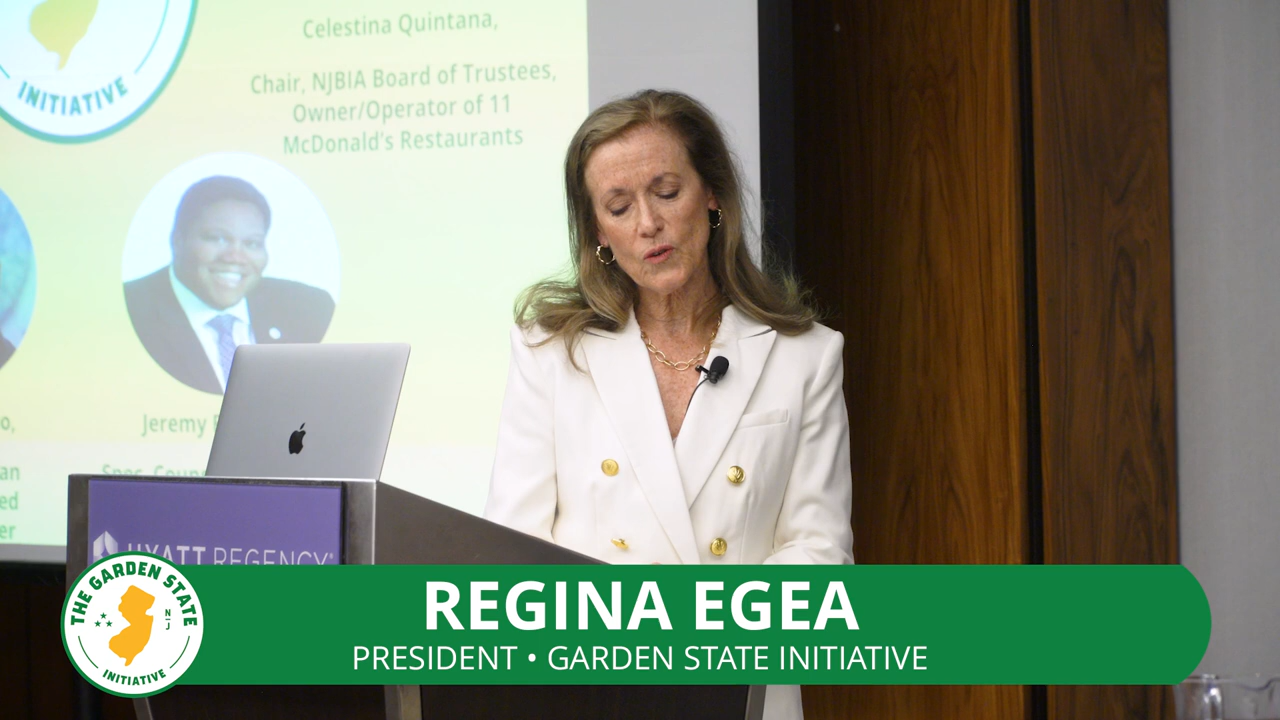 INITIATIVE
Celestina Quintana,
Chair, NJBIA Board of Trustees,
Owner/Operator of 11
McDonald's Restaurants
Jeremy
HYATT REGENCY
THE GARDEN STATE
NJ
INITIATIVE
REGINA EGEA
PRESIDENT • GARDEN STATE INITIATIVE